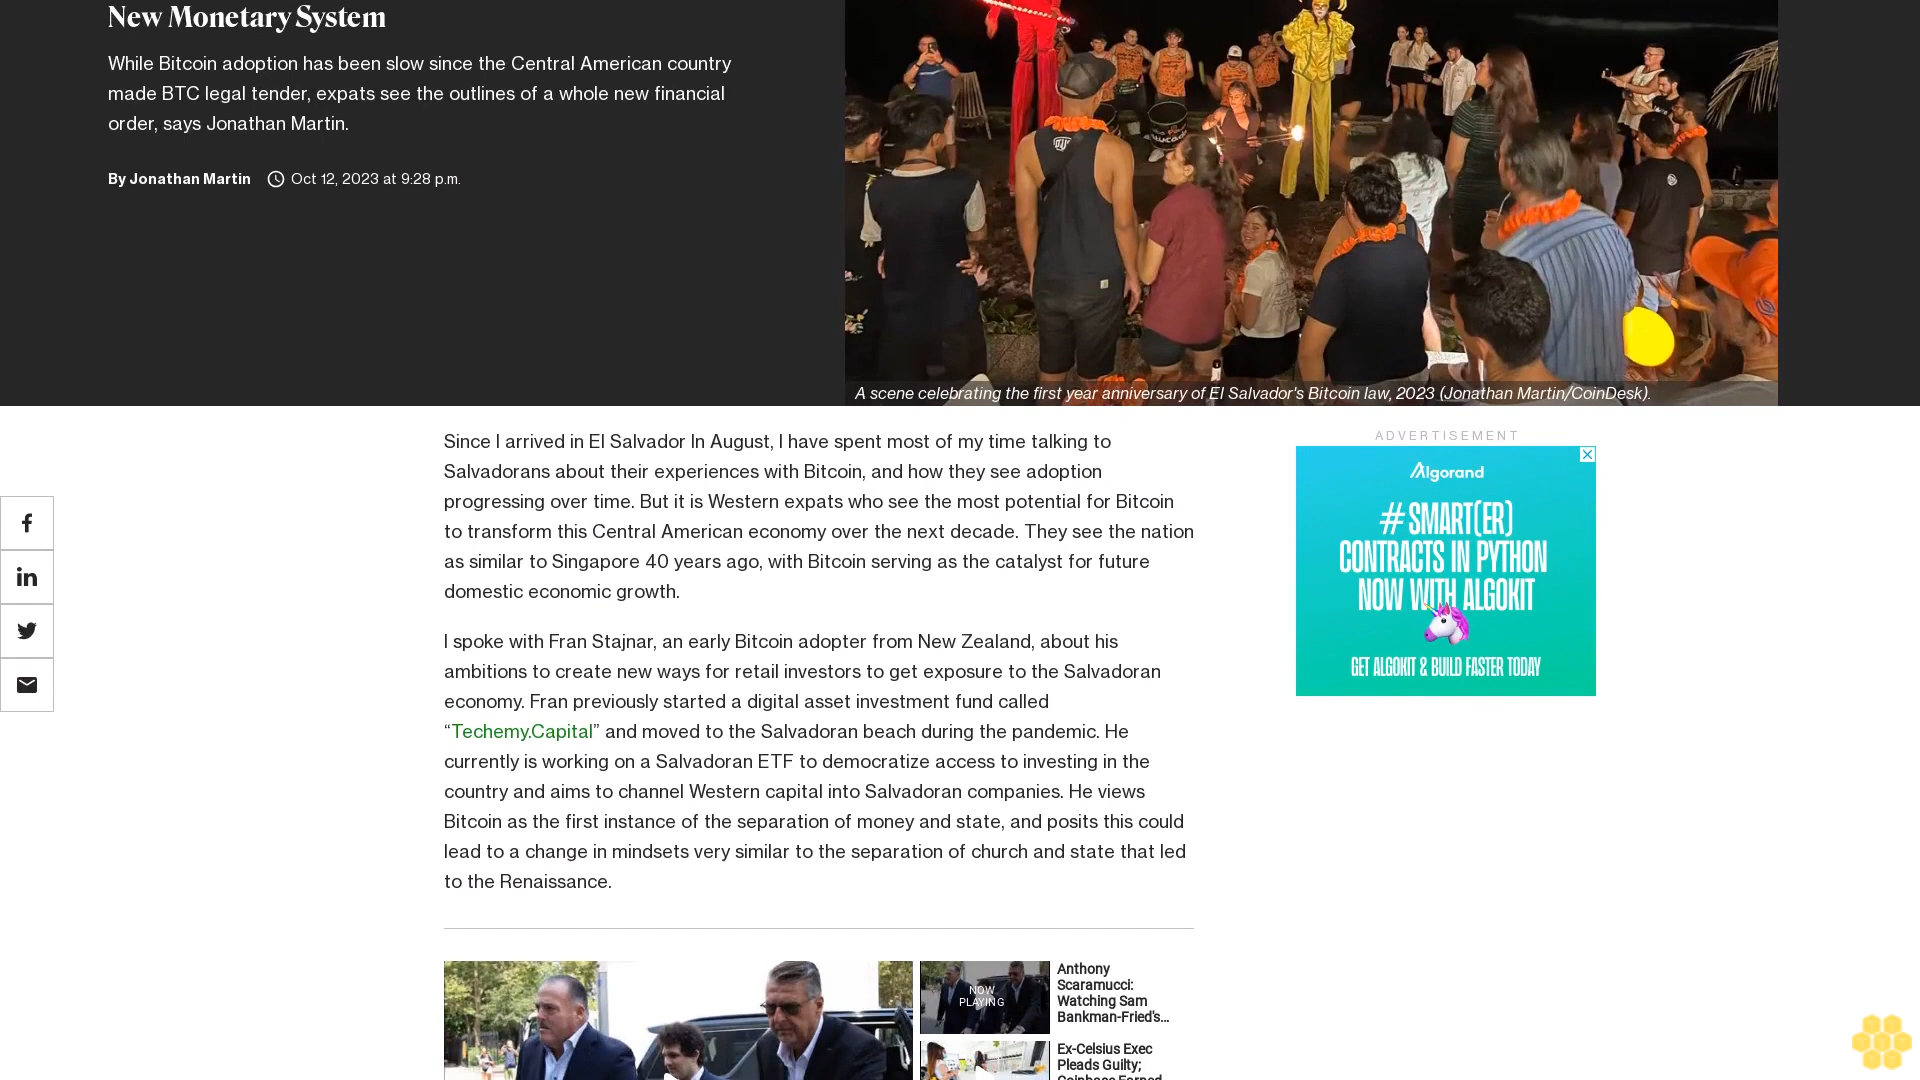 New Monetary System
While Bitcoin adoption has been slow since the Central American country
made BTC legal tender, expats see the outlines of a whole new financial
order, says Jonathan Martin.
By Jonathan Martin Oct 12, 2023 at 9:28 p.m.
A scene celebrating the first year anniversary of El Salvador's Bitcoin law, 2023 (Jonathan Martin/CoinDesk).
Since I arrived in El Salvador In August, I have spent most of my time talking to
Salvadorans about their experiences with Bitcoin, and how they see adoption
progressing over time. But it is Western expats who see the most potential for Bitcoin
to transform this Central American economy over the next decade. They see the nation
as similar to Singapore 40 years ago, with Bitcoin serving as the catalyst for future
domestic economic growth.
I spoke with Fran Stajnar, an early Bitcoin adopter from New Zealand, about his
ambitions to create new ways for retail investors to get exposure to the Salvadoran
economy. Fran previously started a digital asset investment fund called
“Techemy.Capital” and moved to the Salvadoran beach during the pandemic. He
currently is working on a Salvadoran ETF to democratize access to investing in the
country and aims to channel Western capital into Salvadoran companies. He views
Bitcoin as the first instance of the separation of money and state, and posits this could
lead to a change in mindsets very similar to the separation of church and state that led
to the Renaissance.
ADVERTISEMENT
Algorand
#SMART(ER)
CONTRACTS IN PYTHON
NOW WITH ALGOKIT
GET ALGOKIT & BUILD FASTER TODAY
NOW
PLAYING
Anthony
Scaramucci:
Watching Sam
Bankman-Fried's...
Ex-Celsius Exec
Pleads Guilty;
Coinbase Earned